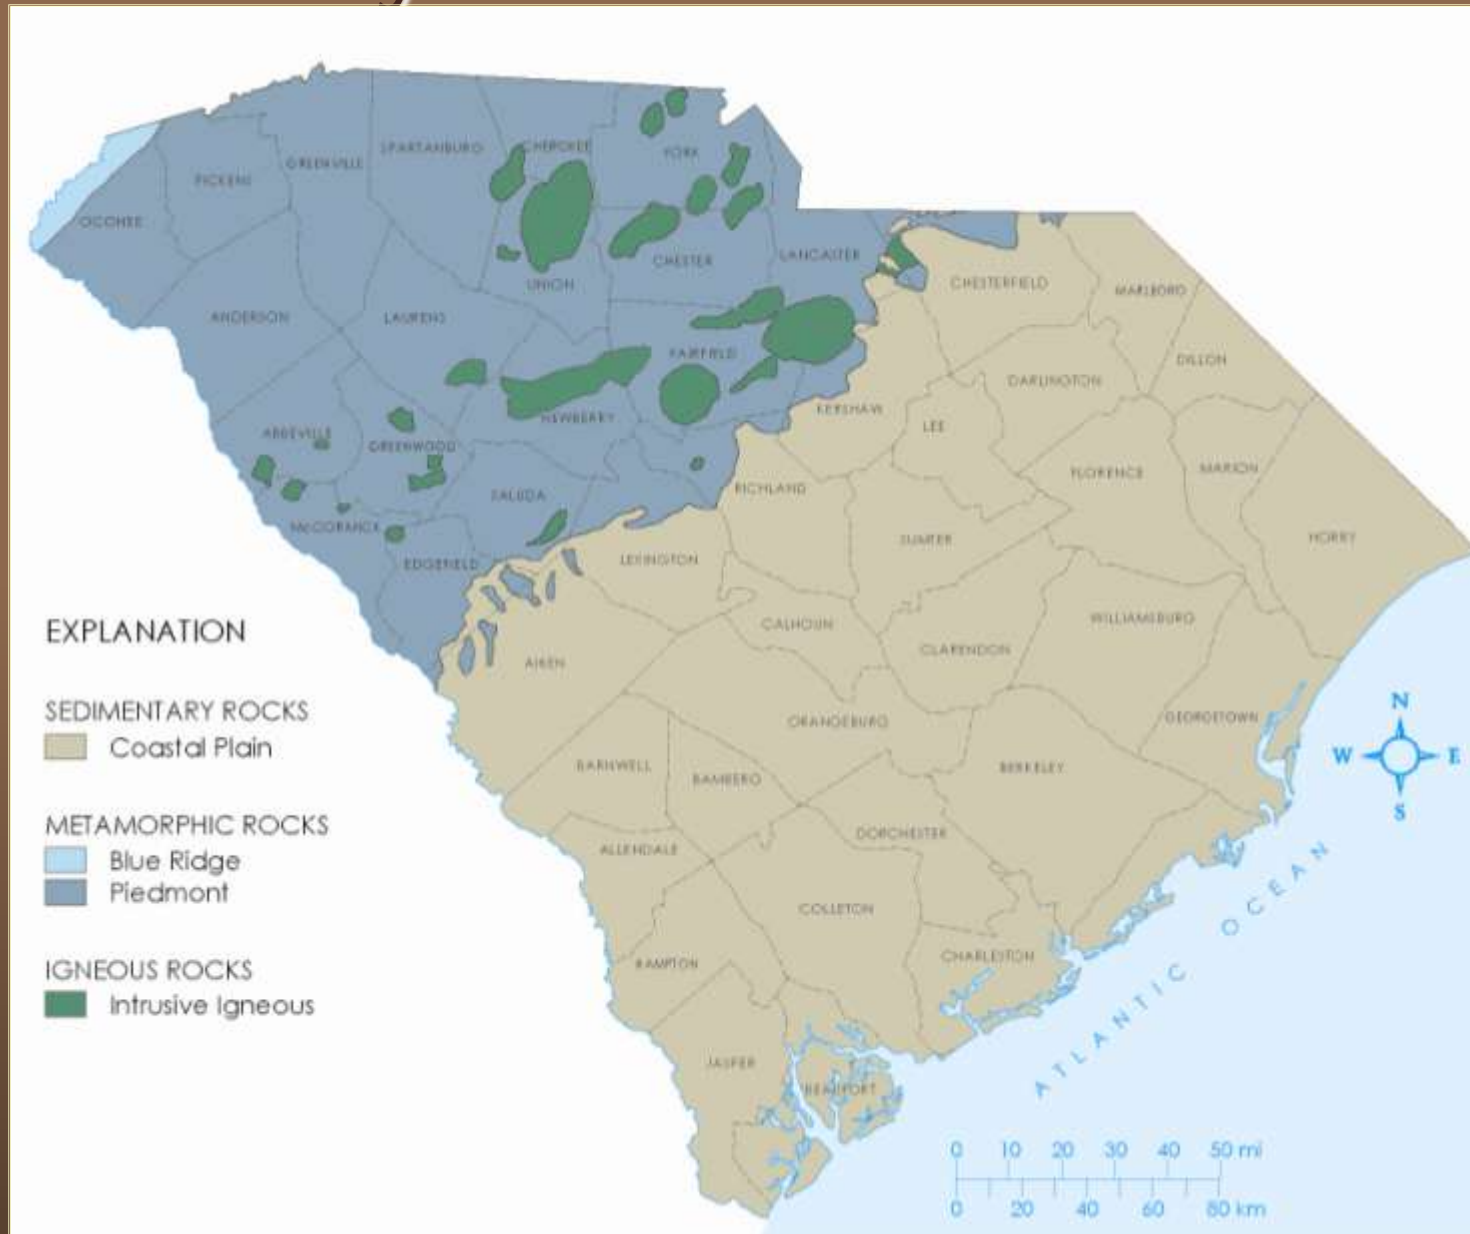 SPARTANBURG
CHEROKEE
YORK
GREENVILLE
PICKENS
OCONEE
UNION
CHESTER
LANCASTER
CHESTERFIELD
MARLBORO
ANDERSON
LAURENS
FAIRFIELD
DILLON
DARLINGTON
KERSHAW
LEE
NEWBERRY
ABBEVILLE
GREENWOOD
FLORENCE
MARION
SALUDA
RICHLAND
McCORMICK
SUMTER
HORRY
EDGEFIELD
LEXINGTON
CALHOUN
WILLIAMSBURG
CLARENDON
AIKEN
ORANGEBURG
GEORGETOWN
BARNWELL
BAMBERG
BERKELEY
DORCHESTER
ALLENDALE
COLLETON
CHARLESTON
HAMPTON
JASPER
BEAUFORT
EXPLANATION
SEDIMENTARY ROCKS
Coastal Plain
METAMORPHIC ROCKS
Blue Ridge
Piedmont
IGNEOUS ROCKS
Intrusive Igneous
N
W E
S
ATLANTIC OCEAN
0 10 20 30 40 50 mi
0 20 40 60 80 km